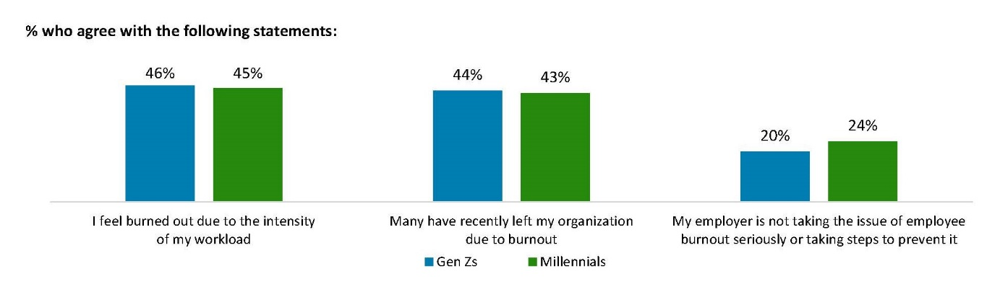 % who agree with the following statements:
46%
45%
44%
43%
20%
24%
I feel burned out due to the intensity
of my workload
Many have recently left my organization
due to burnout
My employer is not taking the issue of employee
burnout seriously or taking steps to prevent it
Gen Zs
Millennials